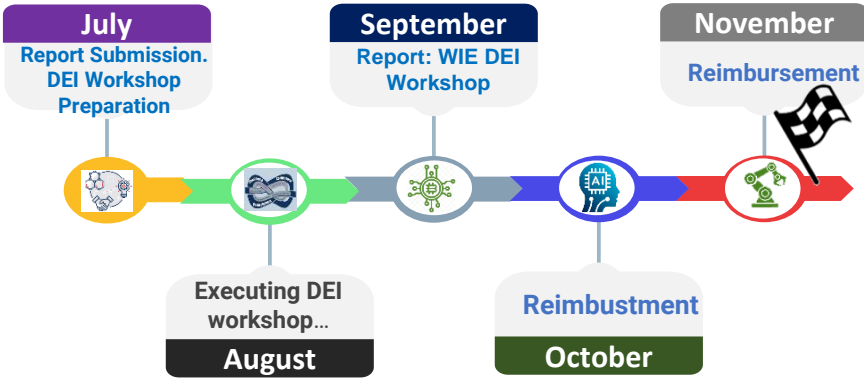 July
Report Submission.
DEI Workshop
Preparation
September
Report: WIE DEI
Workshop
November
Reimbursement
AI
Executing DEI
workshop...
August
Reimbustment
October